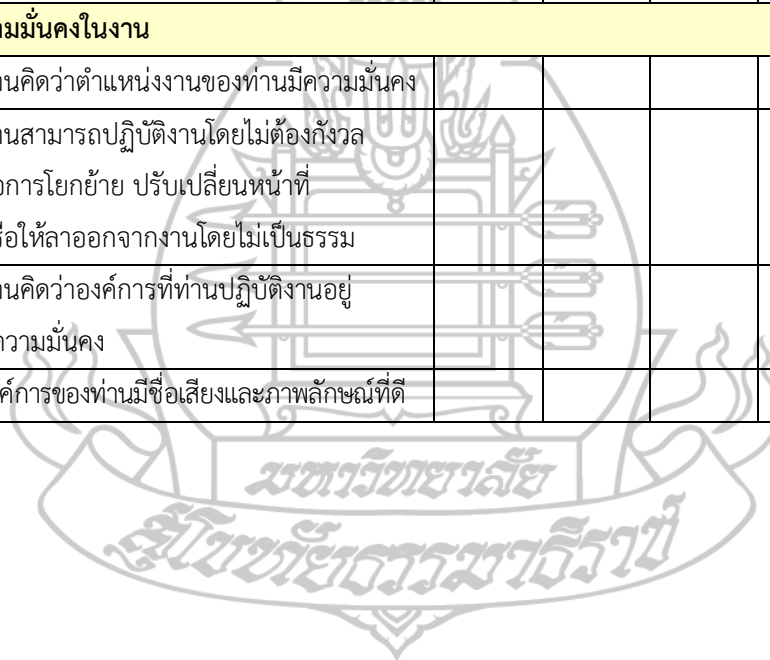 ามมั่นคงในงาน
านคิดว่าตำแหน่งงานของท่านมีความมั่นคง
านสามารถปฏิบัติงานโดยไม่ต้องกังวล
อการโยกย้าย ปรับเปลี่ยนหน้าที่
รือให้ลาออกจากงานโดยไม่เป็นธรรม
านคิดว่าองค์การที่ท่านปฏิบัติงานอยู่
ความมั่นคง
ค์การของท่านมีชื่อเสียงและภาพลักษณ์ที่ดี
มหาวิทยาลัย
สุโขทัยธรรมาธิราช